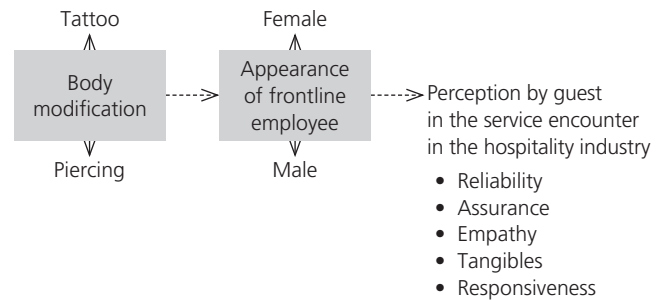 Tattoo
Body
modification
Piercing
Female
Appearance
of frontline
employee
Male
Perception by guest
in the service encounter
in the hospitality industry
• Reliability
• Assurance
• Empathy
• Tangibles
• Responsiveness